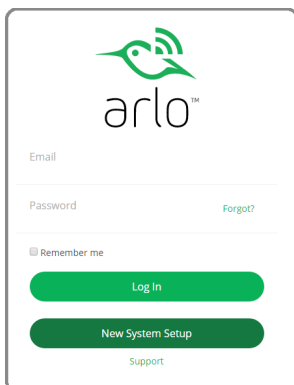 arlo™
Email
Password
Forgot?
Remember me
Log In
New System Setup
Support